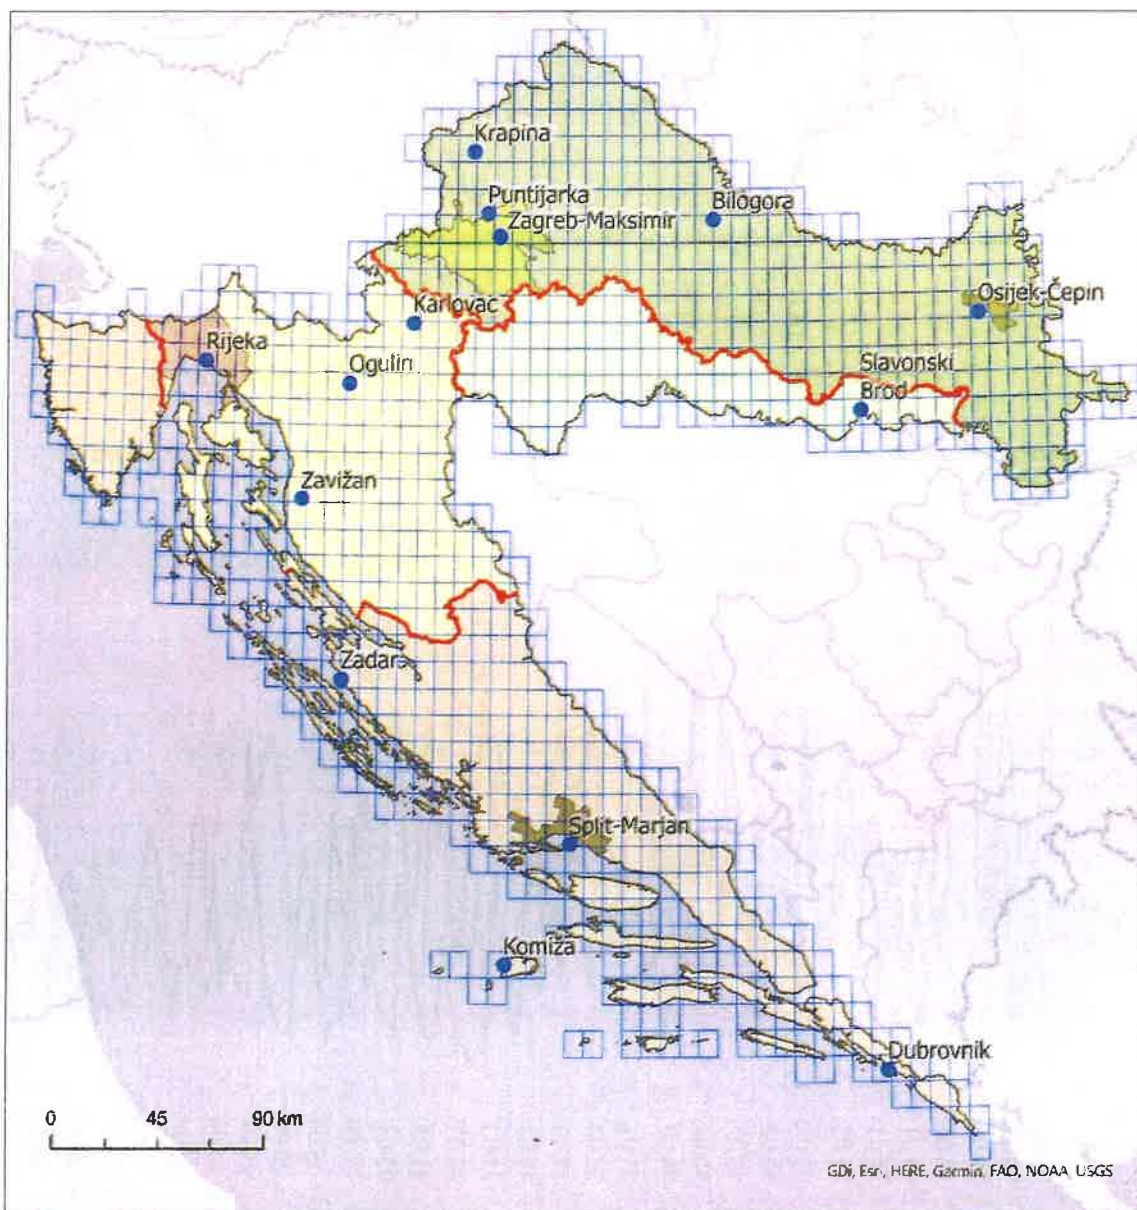 Krapina
Puntijarka
Bilogora
Zagreb-Maksimir
Osijek-Čepin
Karlovac
Rijeka
Ogulin
Slavonski
Brod
Zavižan
Zadar
Split-Marjan
Komiža
Dubrovnik
0 45 90 km
GDi, Esri, HERE, Garmin, FAO, NOAA, USGS